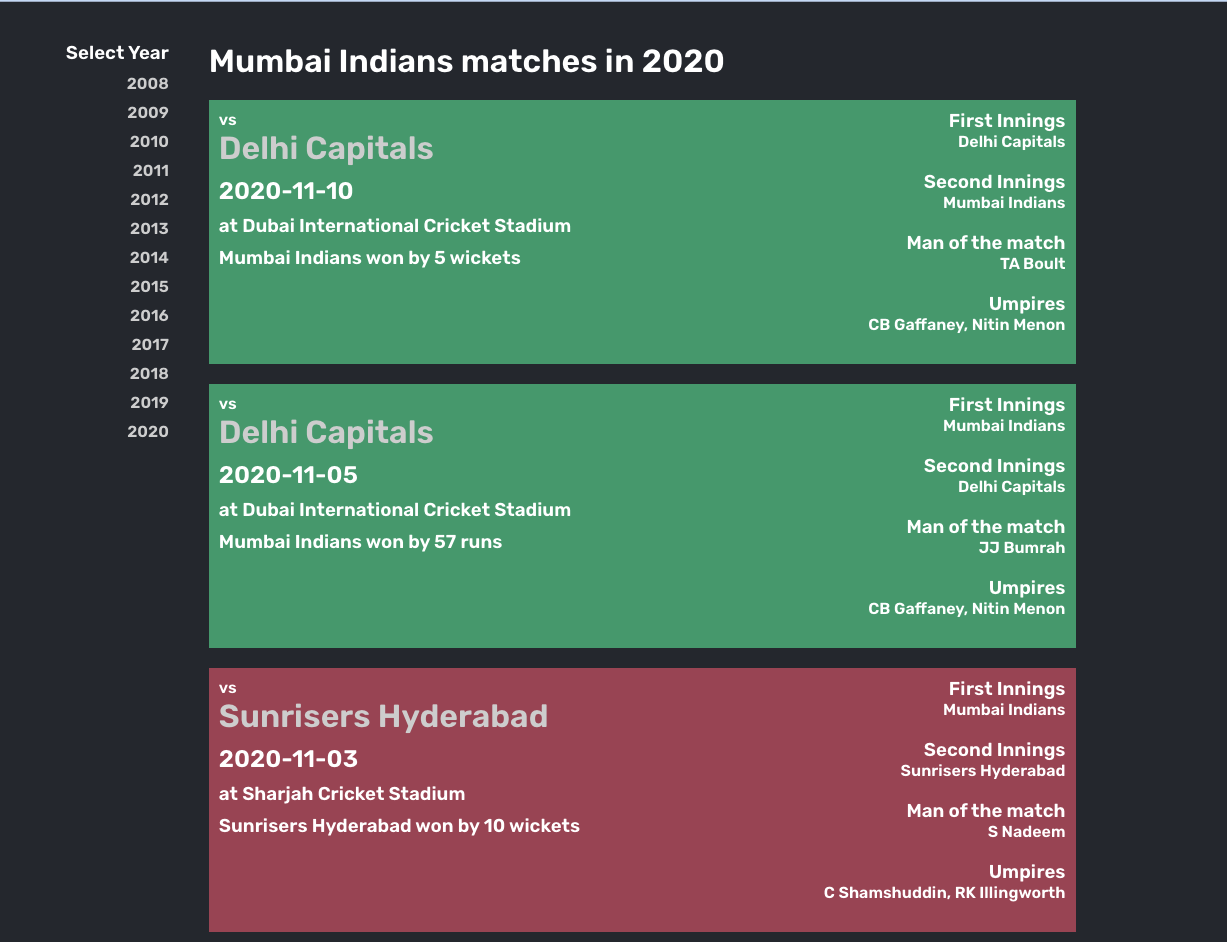 Select Year
2008
2009
2010
2011
2012
2013
2014
2015
2016
2017
2018
2019
2020
Mumbai Indians matches in 2020
vs
Delhi Capitals
2020-11-10
at Dubai International Cricket Stadium
Mumbai Indians won by 5 wickets
First Innings
Delhi Capitals
Second Innings
Mumbai Indians
Man of the match
TA Boult
Umpires
CB Gaffaney, Nitin Menon
vs
Delhi Capitals
2020-11-05
at Dubai International Cricket Stadium
Mumbai Indians won by 57 runs
First Innings
Mumbai Indians
Second Innings
Delhi Capitals
Man of the match
JJ Bumrah
Umpires
CB Gaffaney, Nitin Menon
vs
Sunrisers Hyderabad
2020-11-03
at Sharjah Cricket Stadium
Sunrisers Hyderabad won by 10 wickets
First Innings
Mumbai Indians
Second Innings
Sunrisers Hyderabad
Man of the match
S Nadeem
Umpires
C Shamshuddin, RK Illingworth